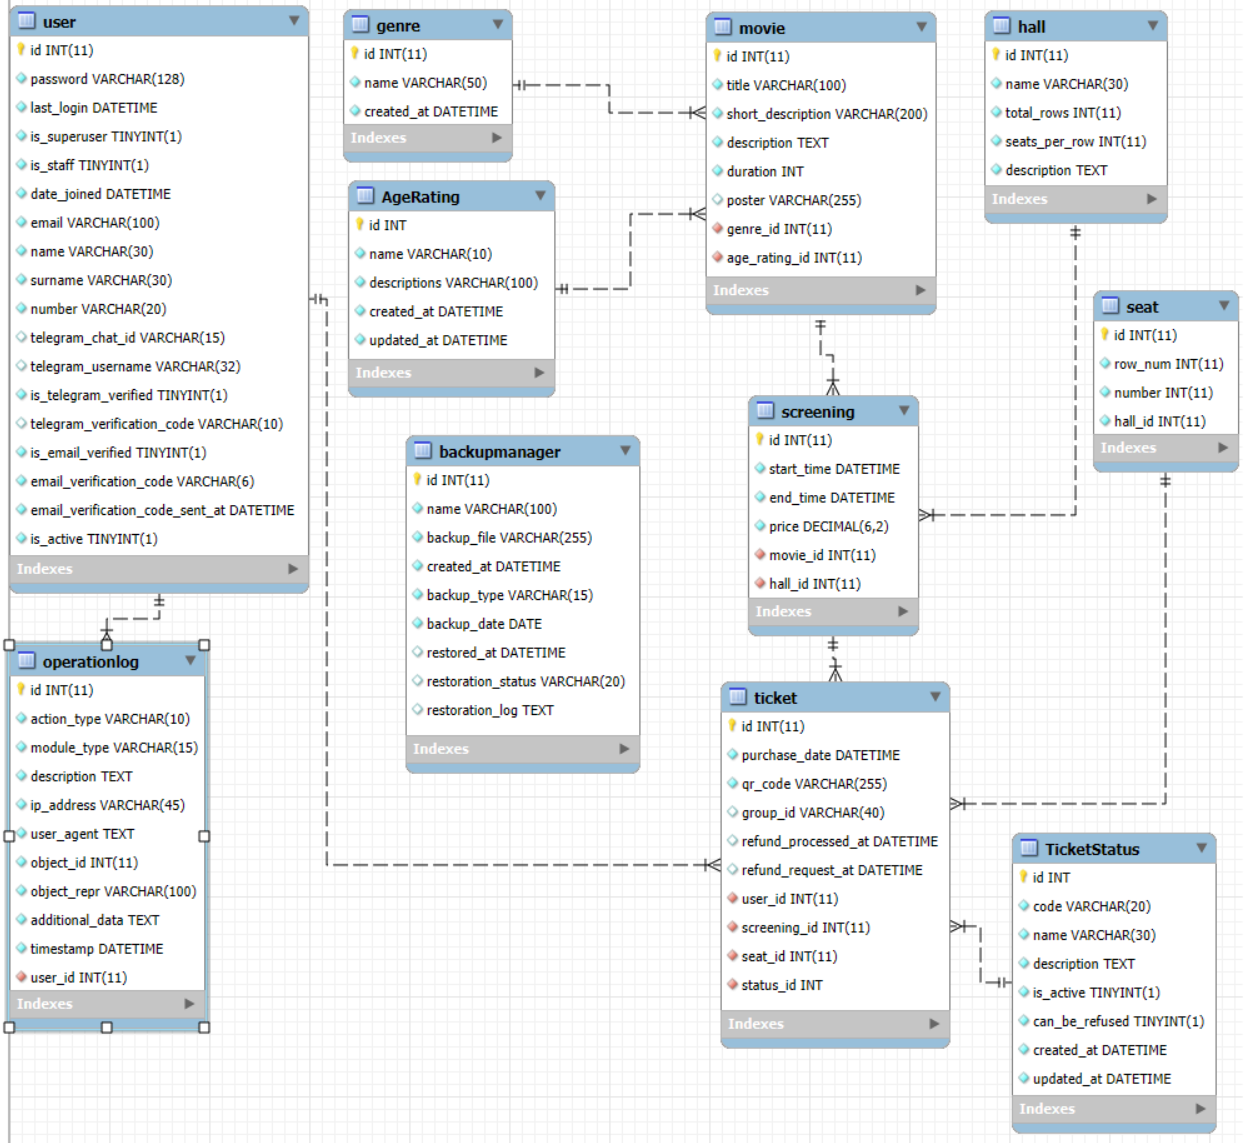 user
id INT(11)
password VARCHAR(128)
last_login DATETIME
is_superuser TINYINT(1)
is_staff TINYINT(1)
date_joined DATETIME
email VARCHAR(100)
name VARCHAR(30)
surname VARCHAR(30)
number VARCHAR(20)
telegram_chat_id VARCHAR(15)
telegram_username VARCHAR(32)
is_telegram_verified TINYINT(1)
telegram_verification_code VARCHAR(10)
is_email_verified TINYINT(1)
email_verification_code VARCHAR(6)
email_verification_code_sent_at DATETIME
is_active TINYINT(1)
Indexes
genre
id INT(11)
name VARCHAR(50)
created_at DATETIME
Indexes
AgeRating
id INT
name VARCHAR(10)
descriptions VARCHAR(100)
created_at DATETIME
updated_at DATETIME
Indexes
movie
id INT(11)
title VARCHAR(100)
short_description VARCHAR(200)
description TEXT
duration INT
poster VARCHAR(255)
genre_id INT(11)
age_rating_id INT(11)
Indexes
hall
id INT(11)
name VARCHAR(30)
total_rows INT(11)
seats_per_row INT(11)
description TEXT
Indexes
seat
id INT(11)
row_num INT(11)
number INT(11)
hall_id INT(11)
Indexes
backupmanager
id INT(11)
name VARCHAR(100)
backup_file VARCHAR(255)
created_at DATETIME
backup_type VARCHAR(15)
backup_date DATE
restored_at DATETIME
restoration_status VARCHAR(20)
restoration_log TEXT
Indexes
screening
id INT(11)
start_time DATETIME
end_time DATETIME
price DECIMAL(6,2)
movie_id INT(11)
hall_id INT(11)
Indexes
operationlog
id INT(11)
action_type VARCHAR(10)
module_type VARCHAR(15)
description TEXT
ip_address VARCHAR(45)
user_agent TEXT
object_id INT(11)
object_repr VARCHAR(100)
additional_data TEXT
timestamp DATETIME
user_id INT(11)
Indexes
ticket
id INT(11)
purchase_date DATETIME
qr_code VARCHAR(255)
group_id VARCHAR(40)
refund_processed_at DATETIME
refund_request_at DATETIME
user_id INT(11)
screening_id INT(11)
seat_id INT(11)
status_id INT
Indexes
TicketStatus
id INT
code VARCHAR(20)
name VARCHAR(30)
description TEXT
is_active TINYINT(1)
can_be_refused TINYINT(1)
created_at DATETIME
updated_at DATETIME
Indexes